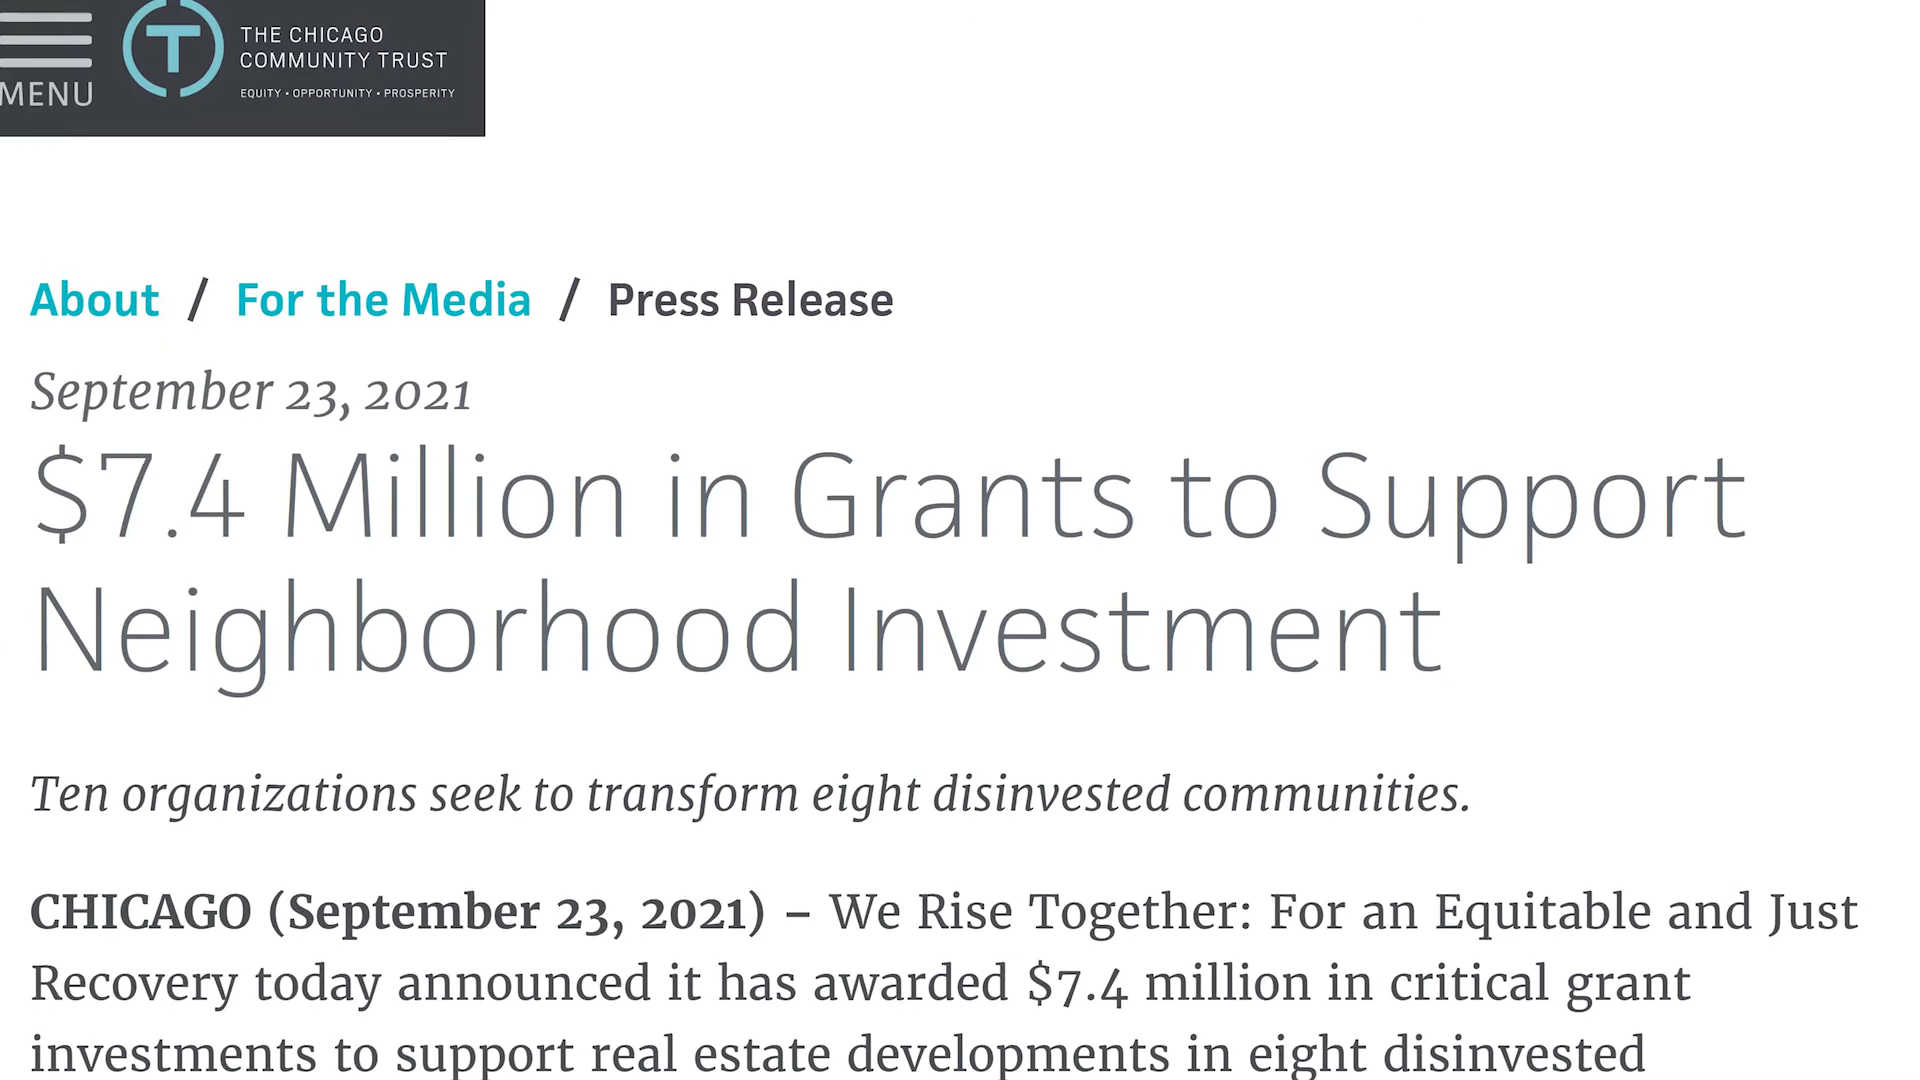 THE CHICAGO
COMMUNITY TRUST
EQUITY • OPPORTUNITY • PROSPERITY
MENU
About / For the Media / Press Release
September 23, 2021
$7.4 Million in Grants to Support
Neighborhood Investment
Ten organizations seek to transform eight disinvested communities.
CHICAGO (September 23, 2021) – We Rise Together: For an Equitable and Just
Recovery today announced it has awarded $7.4 million in critical grant
investments to support real estate developments in eight disinvested